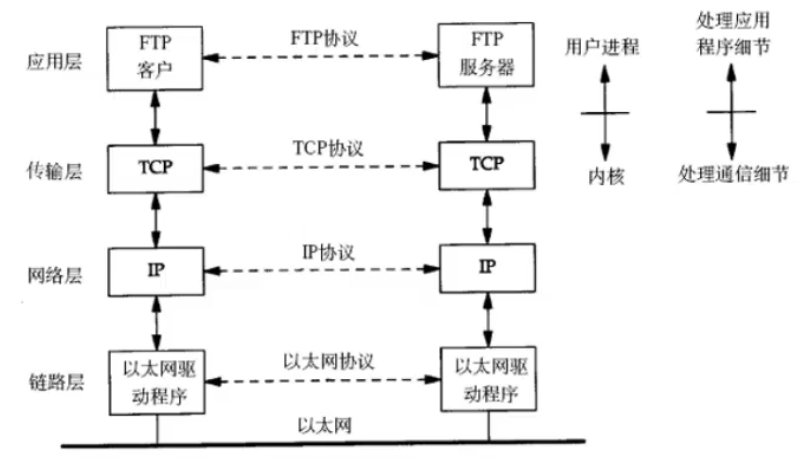 处理应用
程序细节
用户进程
内核
处理通信细节
应用层
FTP
客户
FTP协议
FTP
服务器
传输层
TCP
TCP协议
TCP
网络层
IP
IP协议
IP
链路层
以太网驱
动程序
以太网协议
以太网驱
动程序
以太网